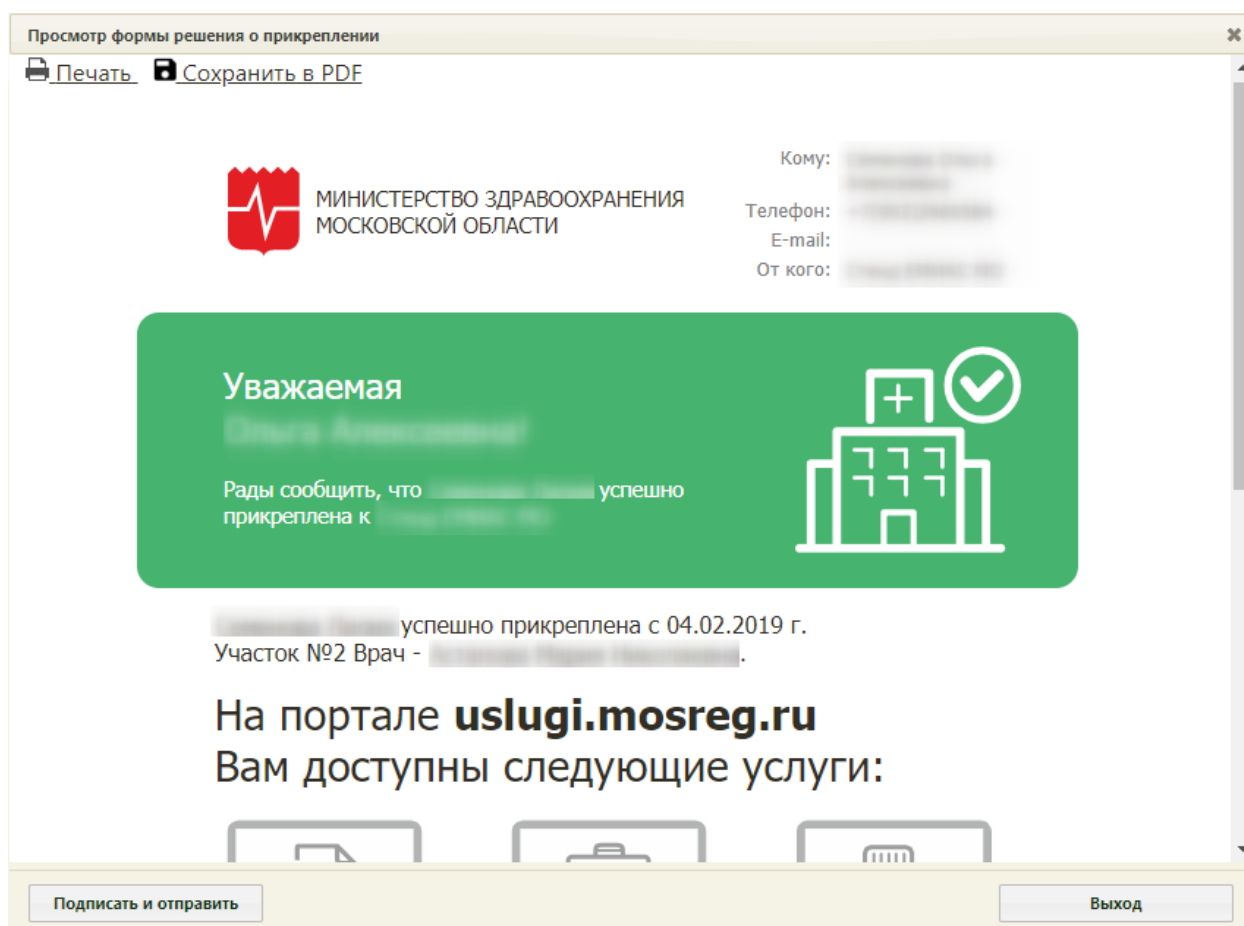 Просмотр формы решения о прикреплении
Печать Сохранить в PDF
МИНИСТЕРСТВО ЗДРАВООХРАНЕНИЯ
МОСКОВСКОЙ ОБЛАСТИ
Кому:
Телефон:
E-mail:
От кого:
Уважаемая
Рады сообщить, что успешно
прикреплена к
успешно прикреплена с 04.02.2019 г.
Участок №2 Врач - .
На портале uslugi.mosreg.ru
Вам доступны следующие услуги:
Подписать и отправить
Выход